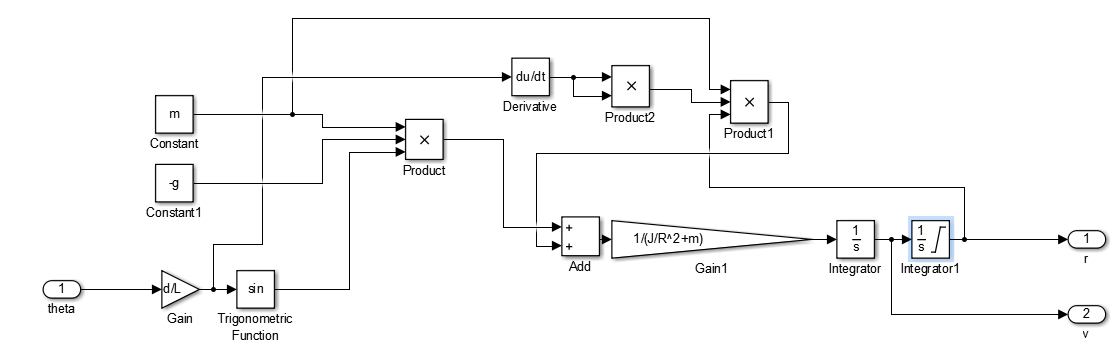 du/dt
Derivative
×
Product2
×
Product1
m
Constant
×
Product
-g
Constant1
+
+
Add
1/(J/R^2+m)
Gain1
1
s
Integrator
1
s
Integrator1
1
r
1
theta
d/L
Gain
sin
Trigonometric
Function
2
v